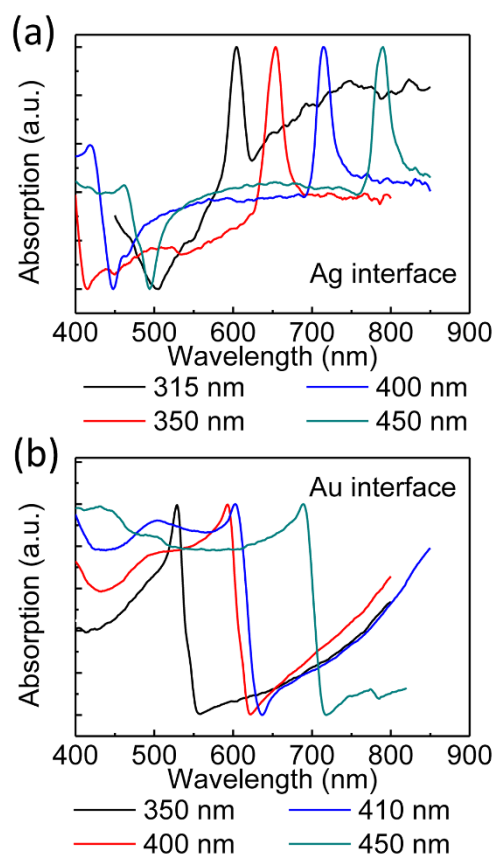 (a)
Absorption (a.u.)
Ag interface
400 500 600 700 800 900
Wavelength (nm)
315 nm 400 nm
350 nm 450 nm
(b)
Au interface
Absorption (a.u.)
400 500 600 700 800 900
Wavelength (nm)
350 nm 410 nm
400 nm 450 nm